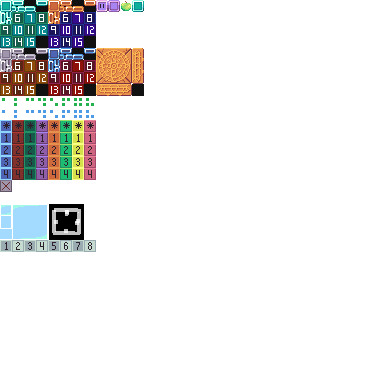 6 7 8 6 7 8
9 10 11 12 9 10 11 12
13 14 15 13 14 15
6 7 8 6 7 8
9 10 11 12 9 10 11 12
13 14 15 13 14 15
* * * * * * * *
1 1 1 1 1 1 1 1
2 2 2 2 2 2 2 2
3 3 3 3 3 3 3 3
4 4 4 4 4 4 4 4
1 2 3 4 5 6 7 8